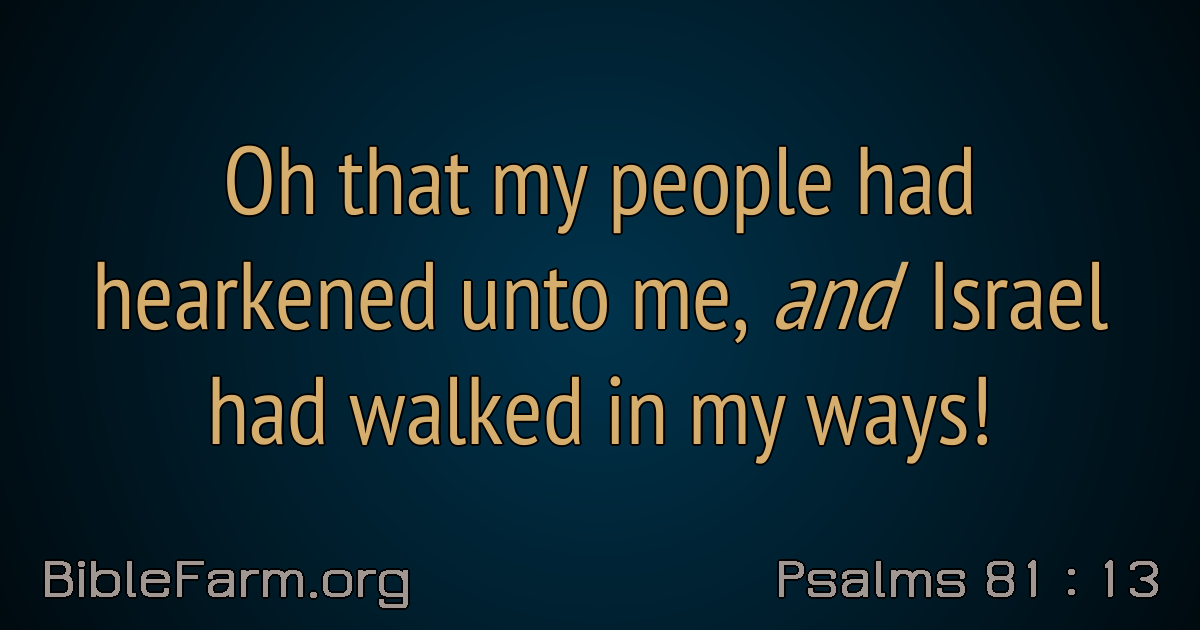 Oh that my people had
hearkened unto me, and Israel
had walked in my ways!
BibleFarm.org
Psalms 81 : 13